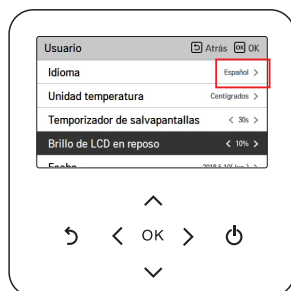 Usuario Atrás OK OK
Idioma Español >
Unidad temperatura Centígrados >
Temporizador de salvapantallas < 30s >
Brillo de LCD en reposo < 10% >
OK